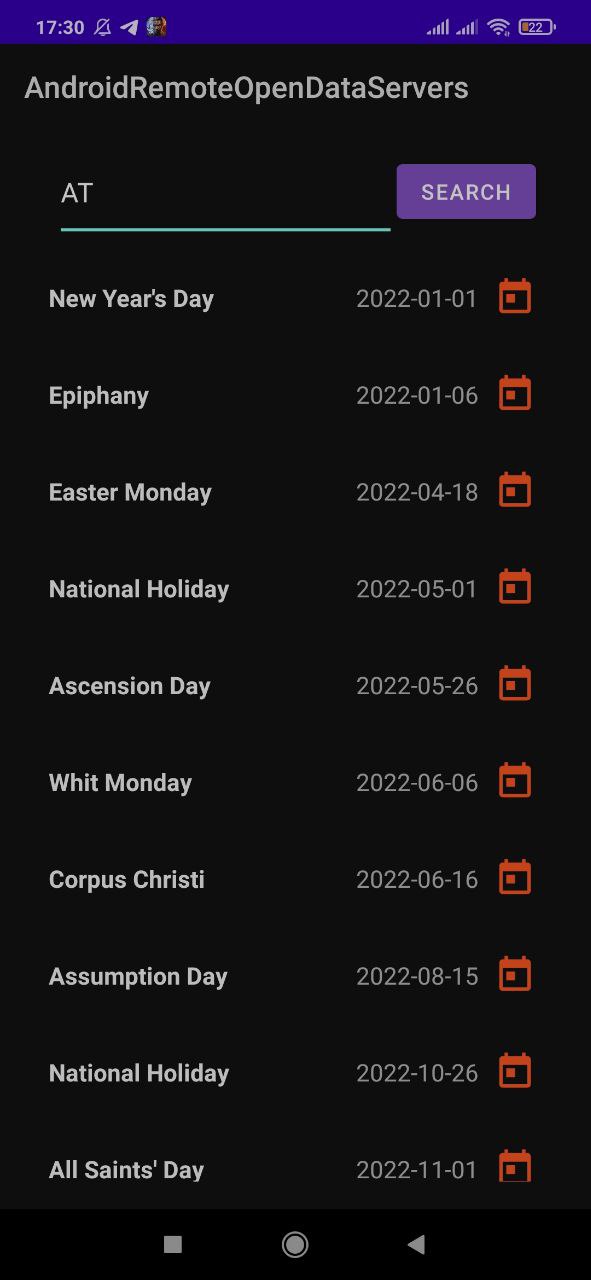 17:30 22
AndroidRemoteOpenDataServers
AT SEARCH
New Year's Day 2022-01-01
Epiphany 2022-01-06
Easter Monday 2022-04-18
National Holiday 2022-05-01
Ascension Day 2022-05-26
Whit Monday 2022-06-06
Corpus Christi 2022-06-16
Assumption Day 2022-08-15
National Holiday 2022-10-26
All Saints' Day 2022-11-01